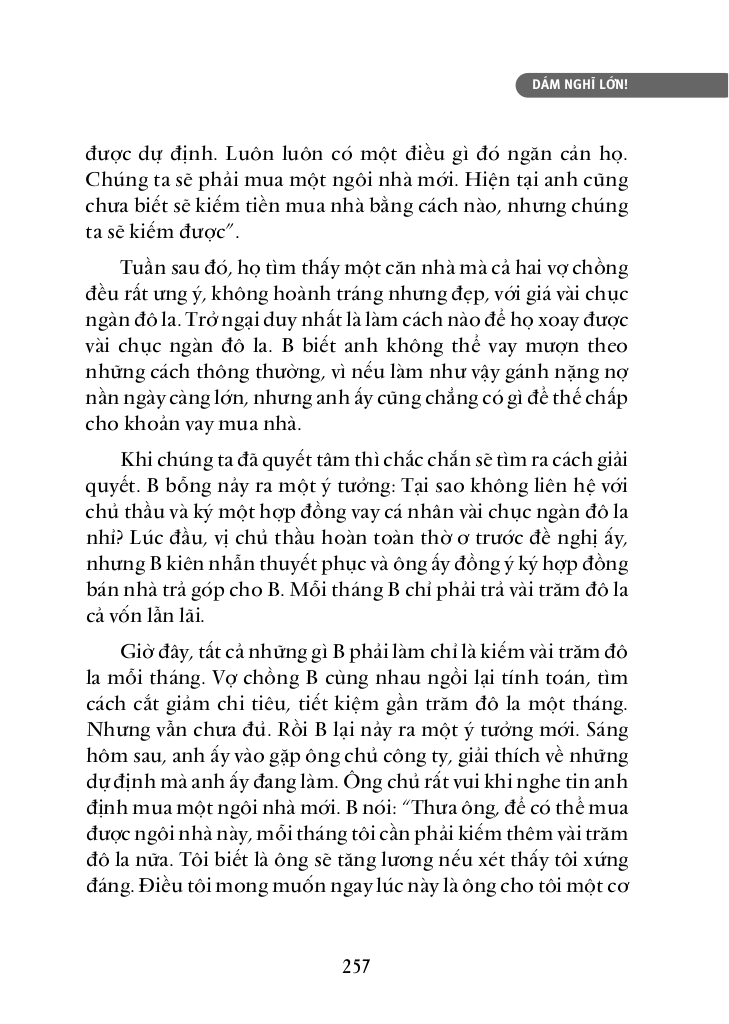 DÁM NGHĨ LỚN!
được dự định. Luôn luôn có một điều gì đó ngăn cản họ.
Chúng ta sẽ phải mua một ngôi nhà mới. Hiện tại anh cũng
chưa biết sẽ kiếm tiền mua nhà bằng cách nào, nhưng chúng
ta sẽ kiếm được”.
Tuần sau đó, họ tìm thấy một căn nhà mà cả hai vợ chồng
đều rất ưng ý, không hoành tráng nhưng đẹp, với giá vài chục
ngàn đô la. Trở ngại duy nhất là làm cách nào để họ xoay được
vài chục ngàn đô la. B biết anh không thể vay mượn theo
những cách thông thường, vì nếu làm như vậy gánh nặng nợ
nần ngày càng lớn, nhưng anh ấy cũng chẳng có gì để thế chấp
cho khoản vay mua nhà.
Khi chúng ta đã quyết tâm thì chắc chắn sẽ tìm ra cách giải
quyết. B bỗng nảy ra một ý tưởng: Tại sao không liên hệ với
chủ thầu và ký một hợp đồng vay cá nhân vài chục ngàn đô la
nhỉ? Lúc đầu, vị chủ thầu hoàn toàn thờ ơ trước đề nghị ấy,
nhưng B kiên nhẫn thuyết phục và ông ấy đồng ý ký hợp đồng
bán nhà trả góp cho B. Mỗi tháng B chỉ phải trả vài trăm đô la
cả vốn lẫn lãi.
Giờ đây, tất cả những gì B phải làm chỉ là kiếm vài trăm đô
la mỗi tháng. Vợ chồng B cùng nhau ngồi lại tính toán, tìm
cách cắt giảm chi tiêu, tiết kiệm gần trăm đô la một tháng.
Nhưng vẫn chưa đủ. Rồi B lại nảy ra một ý tưởng mới. Sáng
hôm sau, anh ấy vào gặp ông chủ công ty, giải thích về những
dự định mà anh ấy đang làm. Ông chủ rất vui khi nghe tin anh
định mua một ngôi nhà mới. B nói: “Thưa ông, để có thể mua
được ngôi nhà này, mỗi tháng tôi cần phải kiếm thêm vài trăm
đô la nữa. Tôi biết là ông sẽ tăng lương nếu xét thấy tôi xứng
đáng. Điều tôi mong muốn ngay lúc này là ông cho tôi một cơ
257